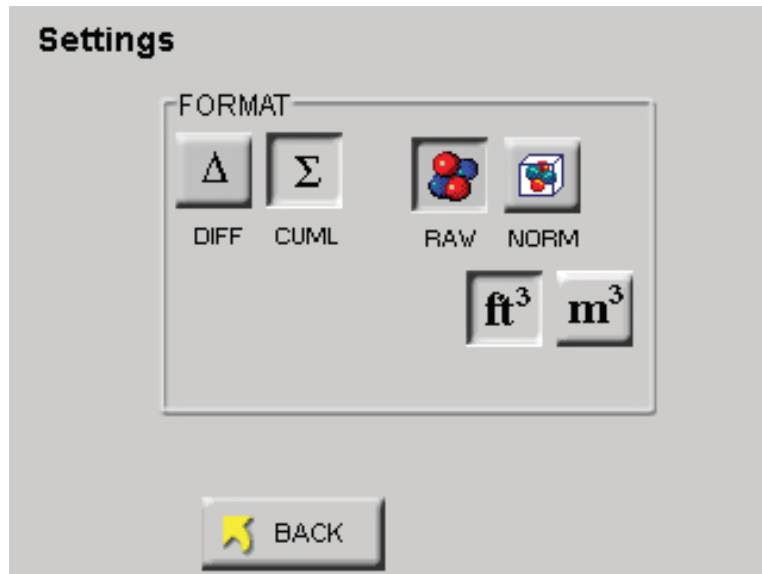 Settings
FORMAT
Δ Σ
DIFF CUML RAW NORM
ft³ m³
BACK